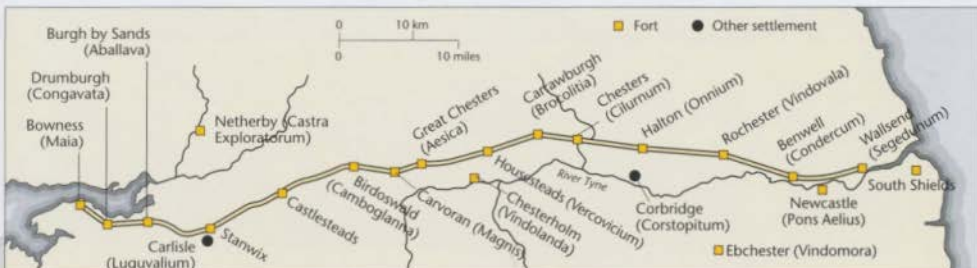 Burgh by Sands
(Aballava)
Drumburgh
(Congavata)
Bowness
(Maia)
0 10 km
0 10 miles
Fort
Other settlement
Netherby (Castra
Exploratorum)
Carlisle
(Luguvalium)
Stanwix
Castlesteads
Birdoswald
(Camboglanna)
Carvoran (Magnis)
Great Chesters
(Aesica)
Housesteads (Vercovicium)
Chesterholm
(Vindolanda)
Carrawburgh
(Brocolitia)
Chesters
(Cilurnum)
Halton (Onnium)
River Tyne
Corbridge
(Corstopitum)
Rochester (Vindovala)
Benwell
(Condercum)
Wallsend
(Segedunum)
Newcastle
(Pons Aelius)
South Shields
Ebchester (Vindomora)